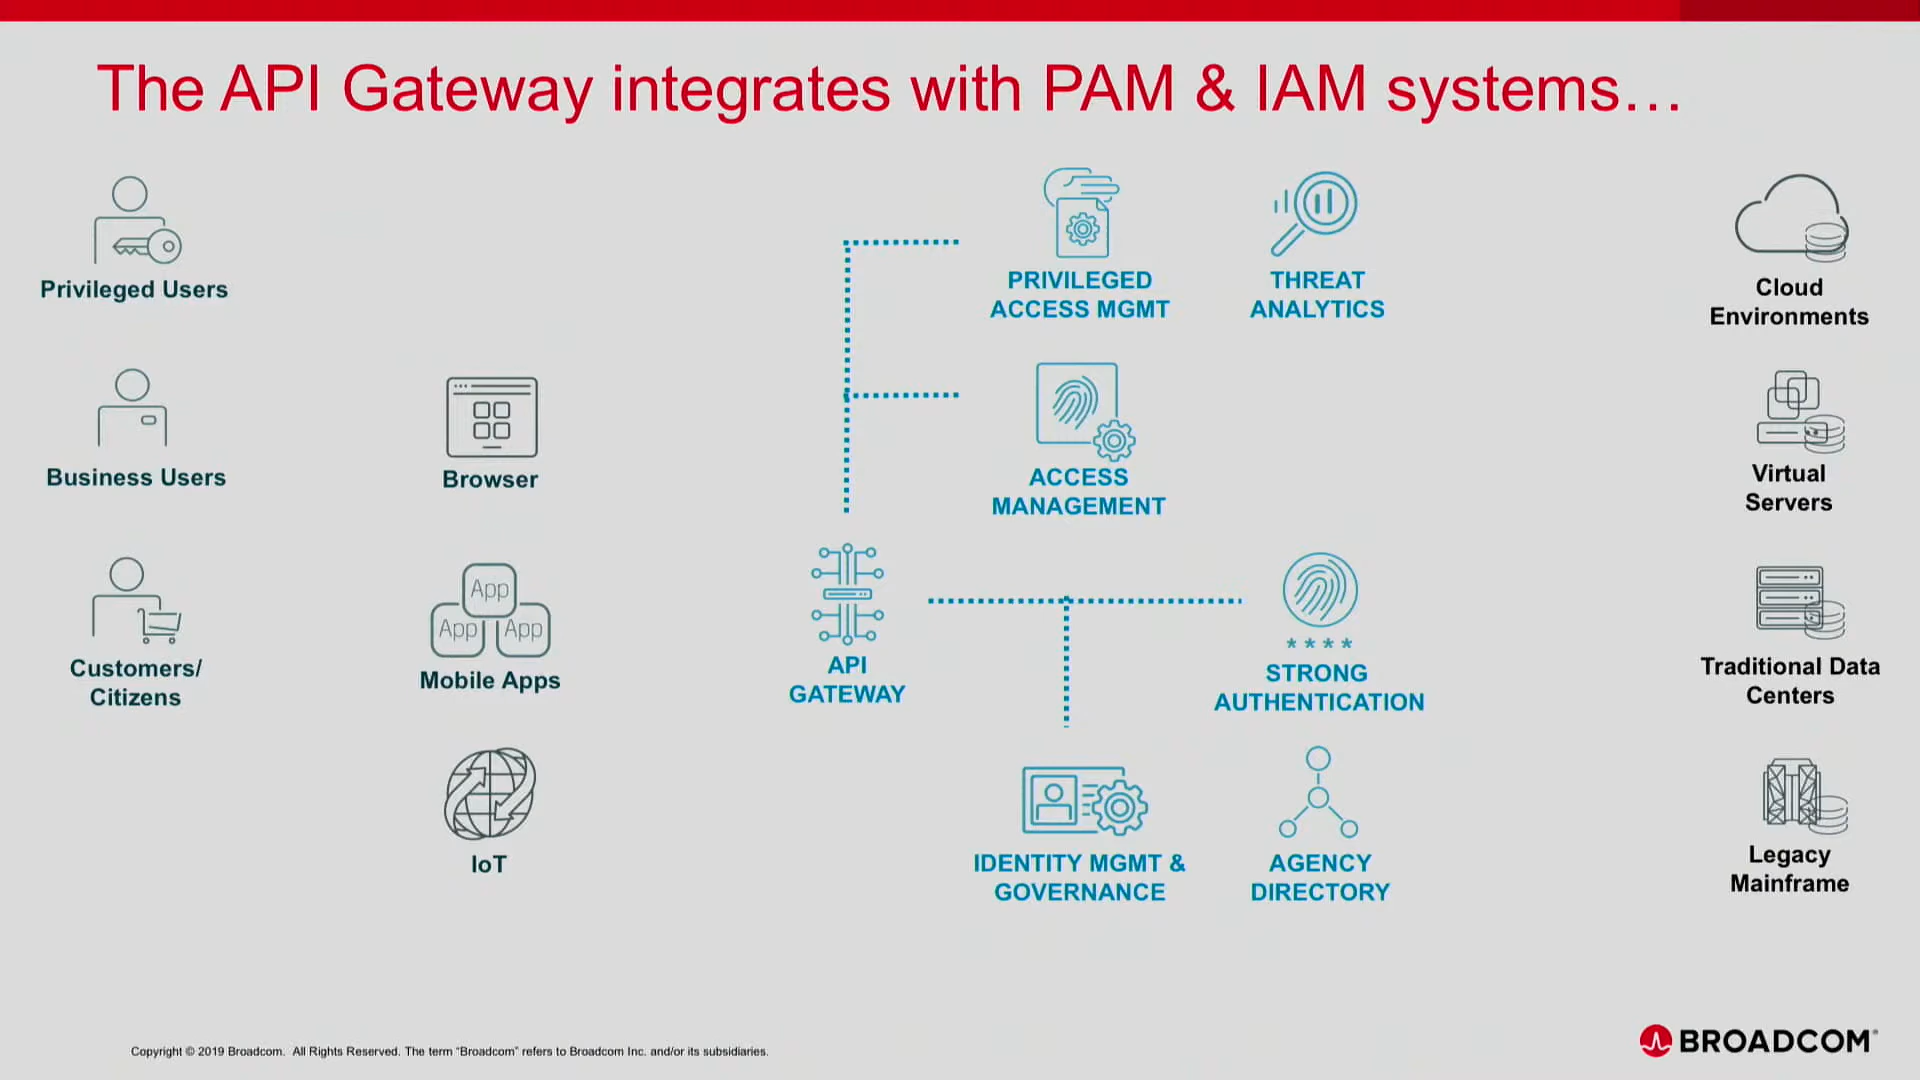 The API Gateway integrates with PAM & IAM systems…
Privileged Users
Business Users
Customers/
Citizens
Browser
App
App
App
Mobile Apps
IoT
API
GATEWAY
PRIVILEGED
ACCESS MGMT
THREAT
ANALYTICS
ACCESS
MANAGEMENT
****
STRONG
AUTHENTICATION
IDENTITY MGMT &
GOVERNANCE
AGENCY
DIRECTORY
Cloud
Environments
Virtual
Servers
Traditional Data
Centers
Legacy
Mainframe
Copyright © 2019 Broadcom. All Rights Reserved. The term “Broadcom” refers to Broadcom Inc. and/or its subsidiaries.
BROADCOM®